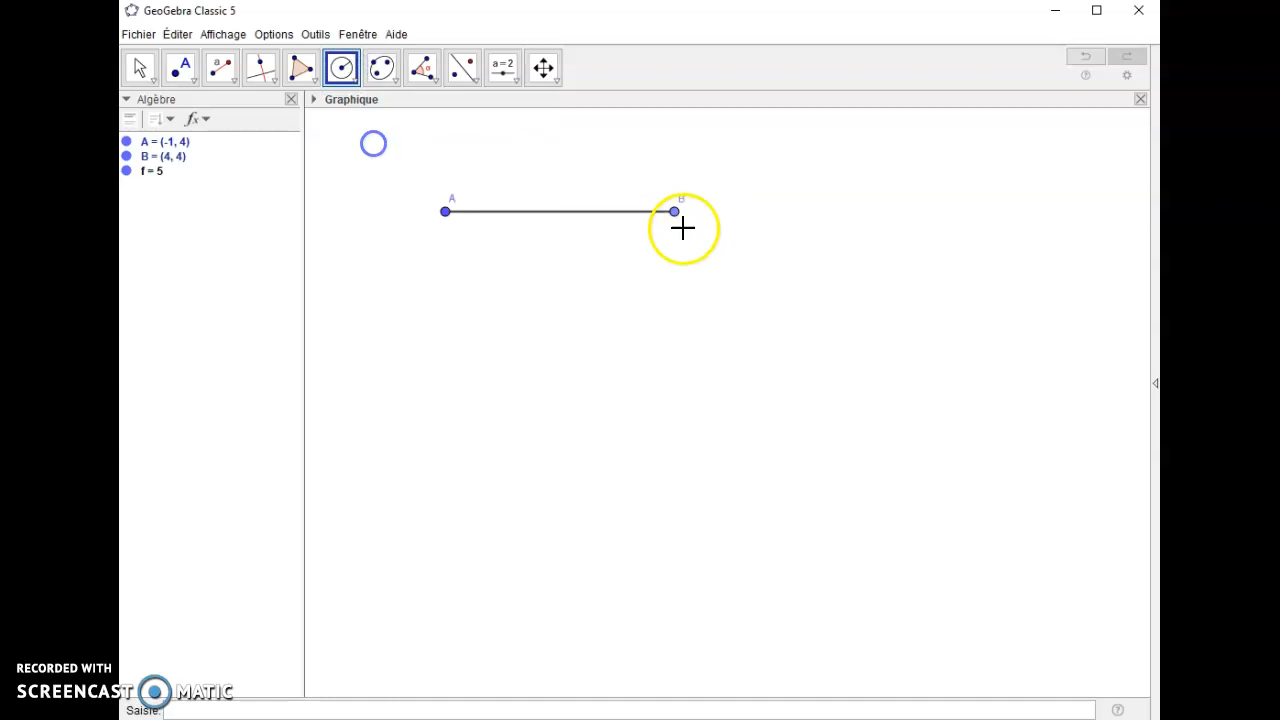 GeoGebra Classic 5
Fichier Éditer Affichage Options Outils Fenêtre Aide
A a α a=2
Algèbre Graphique
fx
A = (-1, 4)
B = (4, 4)
f = 5
A B
RECORDED WITH
SCREENCAST MATIC
Saisie: